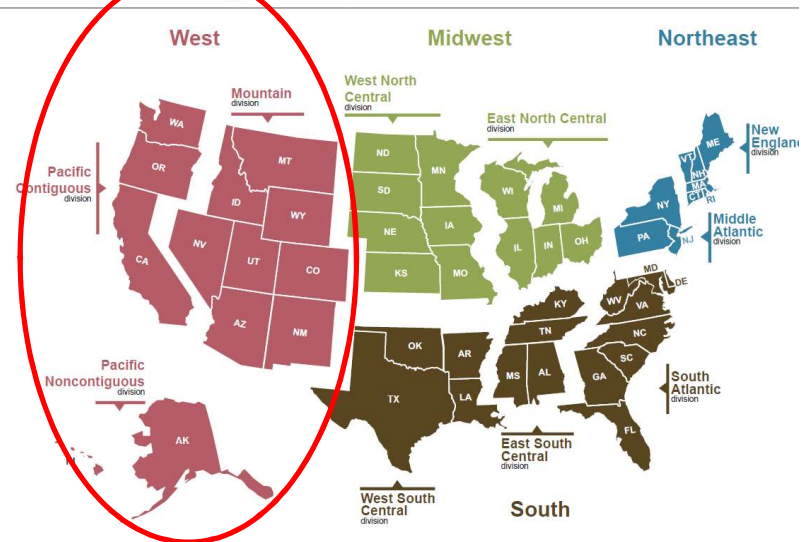 West
Midwest
Northeast
Mountain
division
West North
Central
division
East North Central
division
New
England
division
Pacific
Contiguous
division
Middle
Atlantic
division
Pacific
Noncontiguous
division
South
Atlantic
division
East South
Central
division
West South
Central
division
South
WA
OR
CA
MT
ID
WY
NV
UT
CO
AZ
NM
AK
ND
SD
NE
KS
MN
IA
MO
WI
MI
IL
IN
OH
ME
VT
NH
MA
CT
RI
NY
PA
NJ
MD
DE
WV
VA
KY
NC
TN
SC
OK
AR
TX
LA
MS
AL
GA
FL